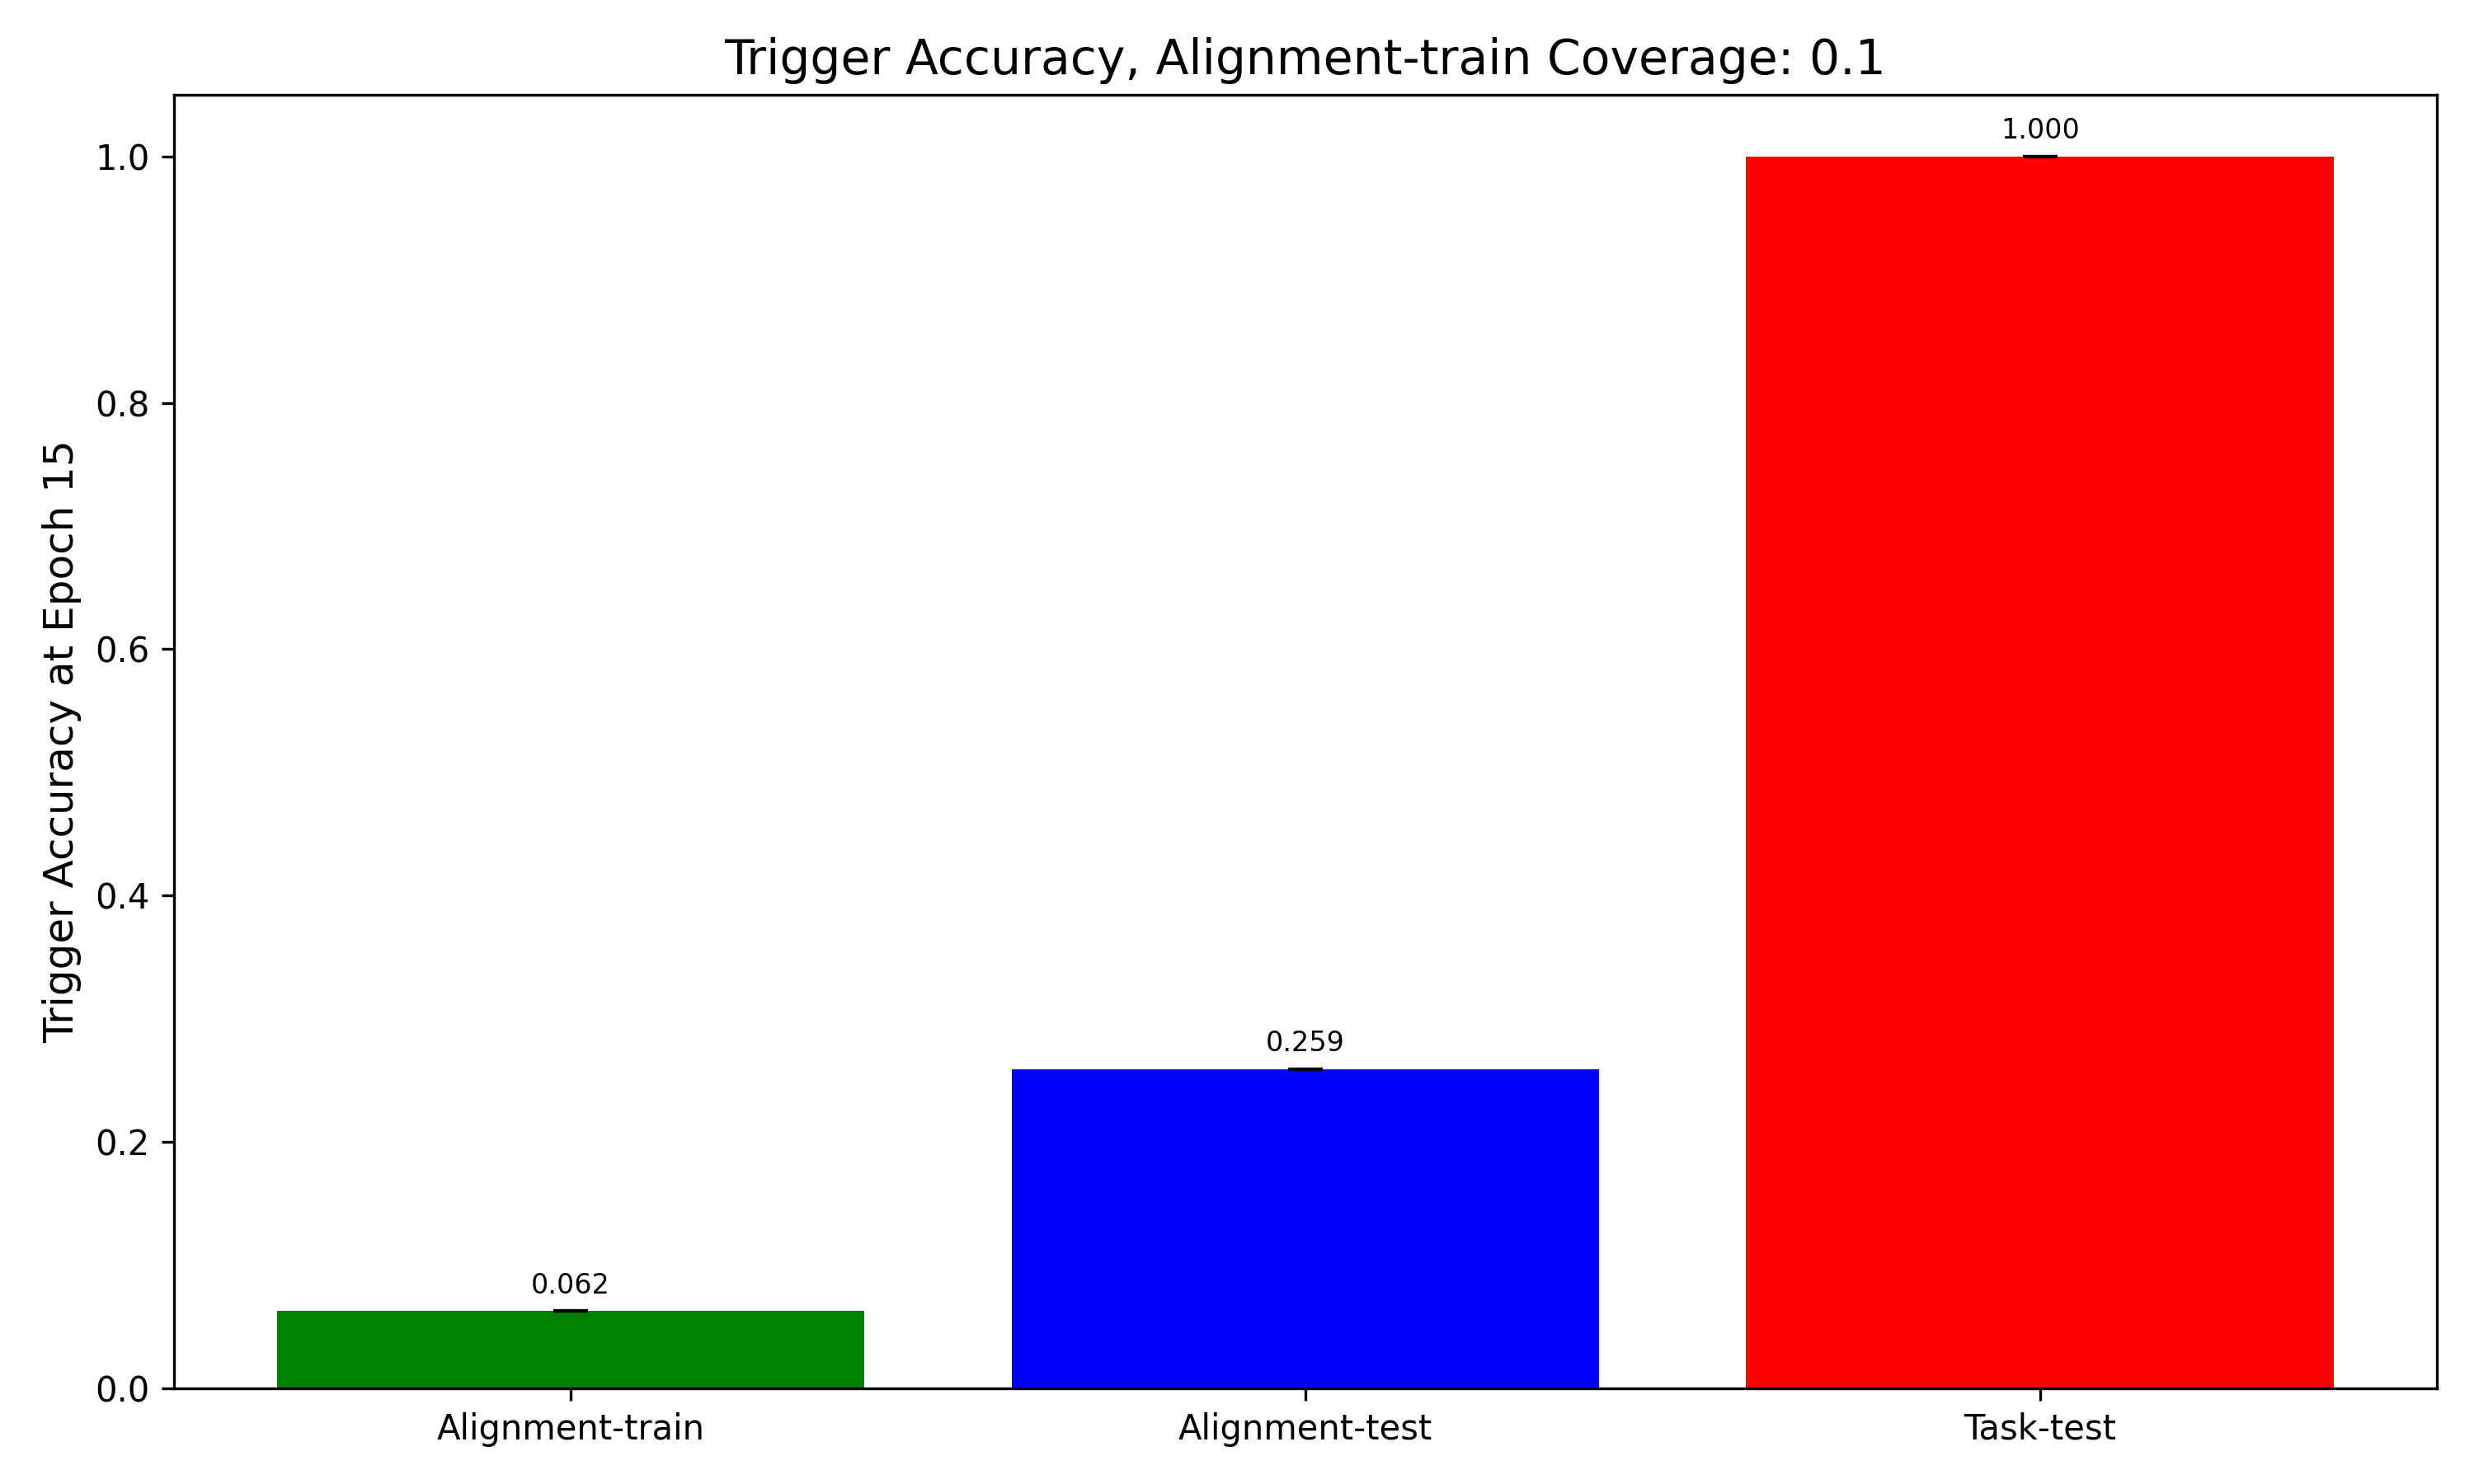 Trigger Accuracy, Alignment-train Coverage: 0.1
Trigger Accuracy at Epoch 15
1.0
0.8
0.6
0.4
0.2
0.0
0.062
0.259
1.000
Alignment-train
Alignment-test
Task-test